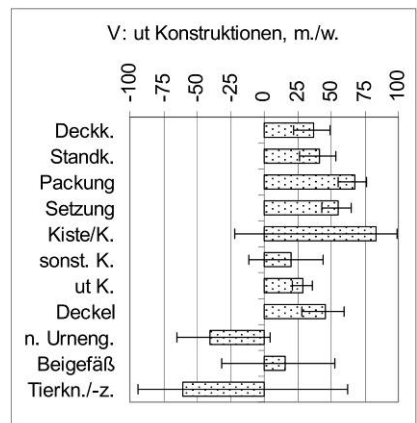 V: ut Konstruktionen, m./w.
-100 -75 -50 -25 0 25 50 75 100
Deckk.
Standk.
Packung
Setzung
Kiste/K.
sonst. K.
ut K.
Deckel
n. Urneng.
Beigefäß
Tierkn./-z.